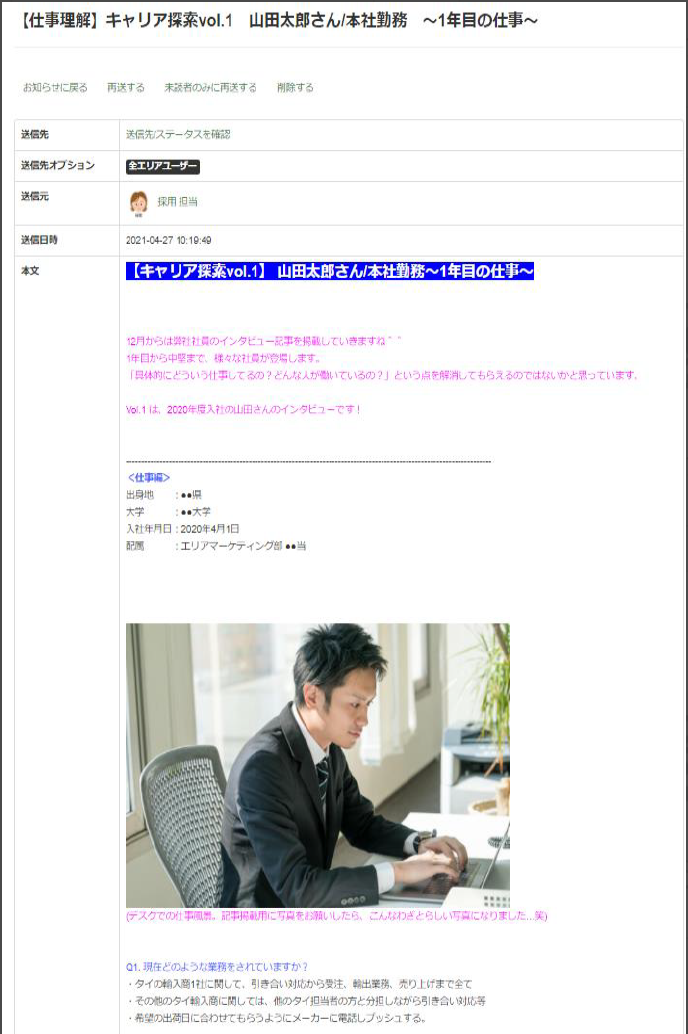 【仕事理解】キャリア探索vol.1　山田太郎さん/本社勤務　～1年目の仕事～
お知らせに戻る　再送する　未読者のみに再送する　削除する
送信先　送信先/ステータスを確認
送信先オプション　全エリアユーザー
送信元　採用 担当
送信日時　2021-04-27 10:19:49
本文　【キャリア探索vol.1】 山田太郎さん/本社勤務～1年目の仕事～
12月からは弊社社員のインタビュー記事を掲載していきますね＾＾
1年目から中堅まで、様々な社員が登場します。
「具体的にどういう仕事してるの？どんな人が働いているの？」という点を解消してもらえるのではないかと思っています。
Vol.1 は、2020年度入社の山田さんのインタビューです！
＜仕事編＞
出身地　：●●県
大学　：●●大学
入社年月日：2020年4月1日
配属　：エリアマーケティング部 ●●当
(デスクでの仕事風景。記事掲載用に写真をお願いしたら、こんなわざとらしい写真になりました...笑)
Q1. 現在どのような業務をされていますか？
・タイの輸入商1社に関して、引き合い対応から受注、輸出業務、売り上げまで全て
・その他のタイ輸入商に関しては、他のタイ担当者の方と分担しながら引き合い対応等
・希望の出荷日に合わせてもらうようにメーカーに電話しプッシュする。